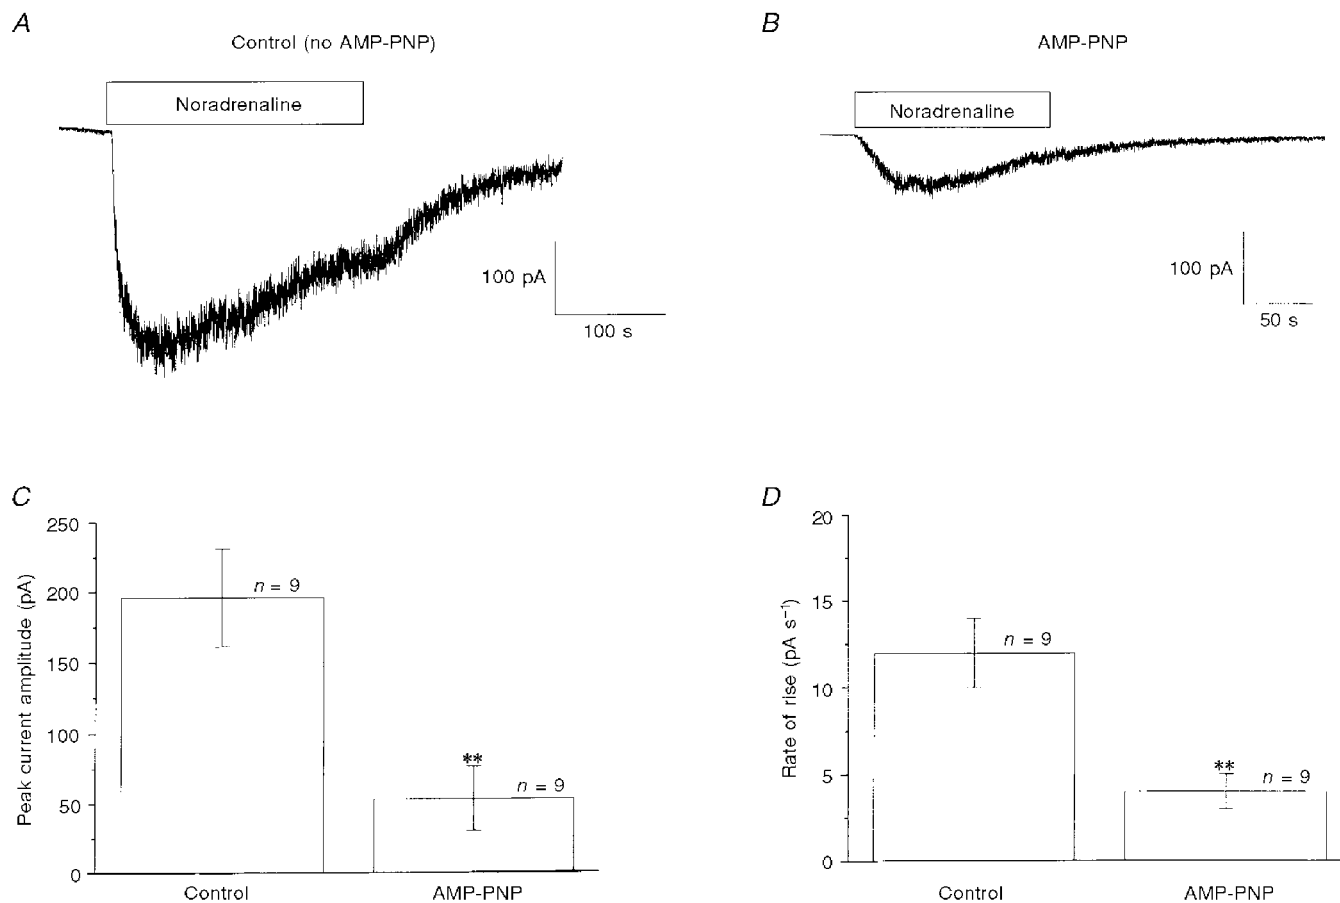 A
Control (no AMP-PNP)
Noradrenaline
100 pA
100 s
B
AMP-PNP
Noradrenaline
100 pA
50 s
C
Peak current amplitude (pA)
250
200
150
100
50
0
n = 9
**
n = 9
Control
AMP-PNP
D
Rate of rise (pA s⁻¹)
20
15
10
5
0
n = 9
**
n = 9
Control
AMP-PNP